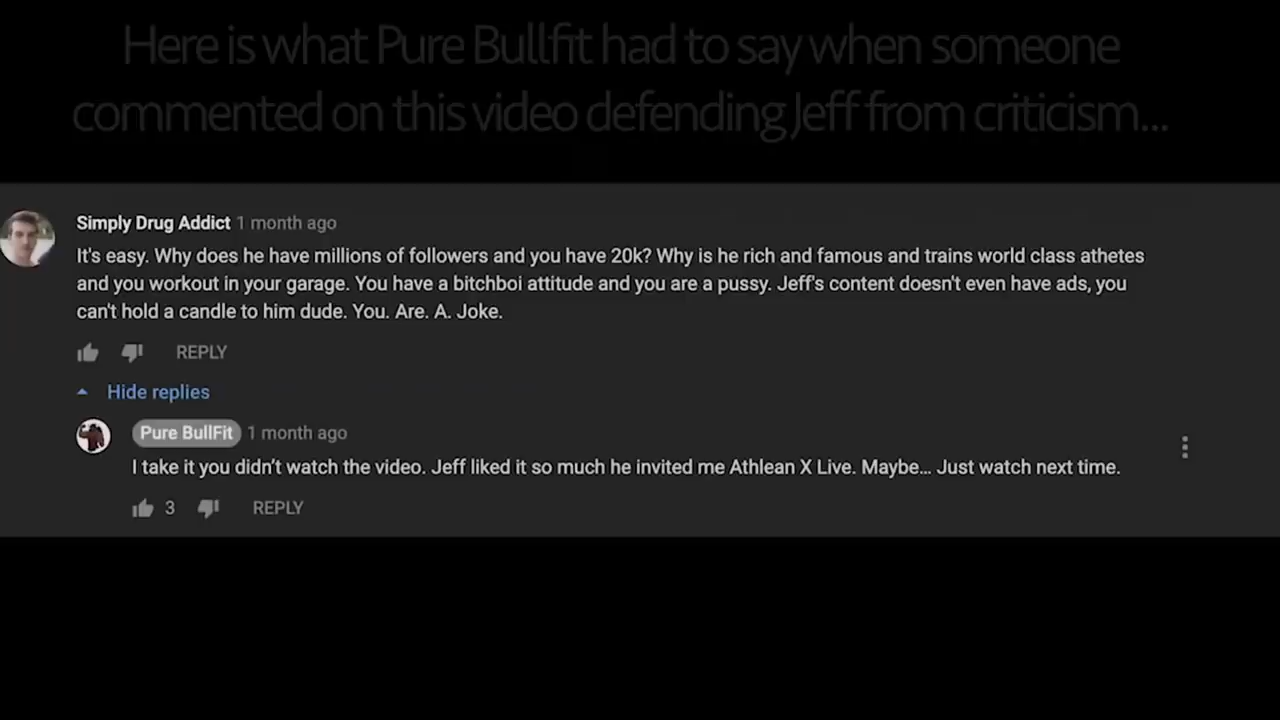 Here is what Pure Bullfit had to say when someone
commented on this video defending Jeff from criticism...
Simply Drug Addict 1 month ago
It's easy. Why does he have millions of followers and you have 20k? Why is he rich and famous and trains world class athetes
and you workout in your garage. You have a bitchboi attitude and you are a pussy. Jeff's content doesn't even have ads, you
can't hold a candle to him dude. You. Are. A. Joke.
REPLY
Hide replies
Pure BullFit 1 month ago
I take it you didn’t watch the video. Jeff liked it so much he invited me Athlean X Live. Maybe… Just watch next time.
3 REPLY